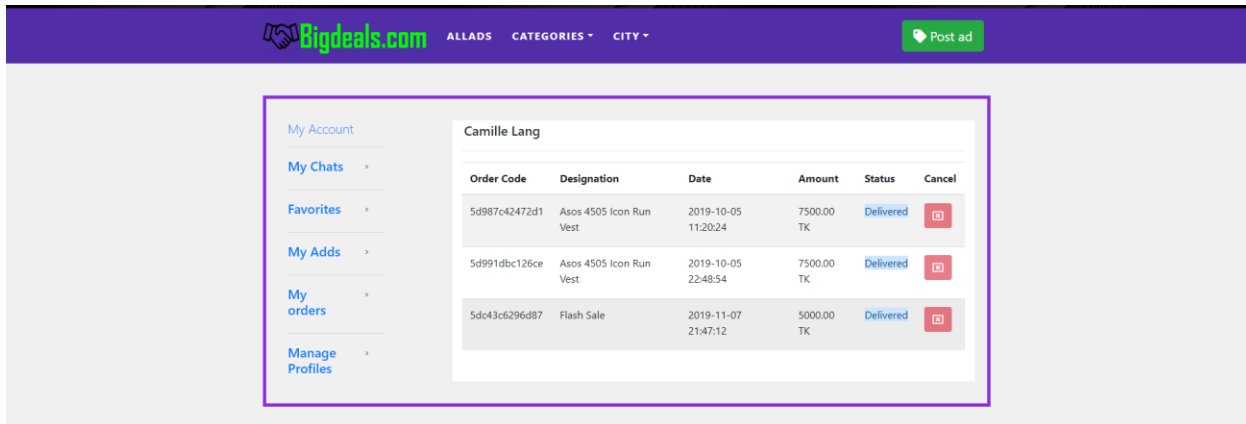 Bigdeals.com ALLADS CATEGORIES CITY Post ad
My Account
My Chats
Favorites
My Adds
My
orders
Manage
Profiles
Camille Lang
Order Code Designation Date Amount Status Cancel
5d987c42472d1 Asos 4505 Icon Run 2019-10-05 7500.00 Delivered
Vest 11:20:24 TK
5d991dbc126ce Asos 4505 Icon Run 2019-10-05 7500.00 Delivered
Vest 22:48:54 TK
5dc43c6296d87 Flash Sale 2019-11-07 5000.00 Delivered
21:47:12 TK